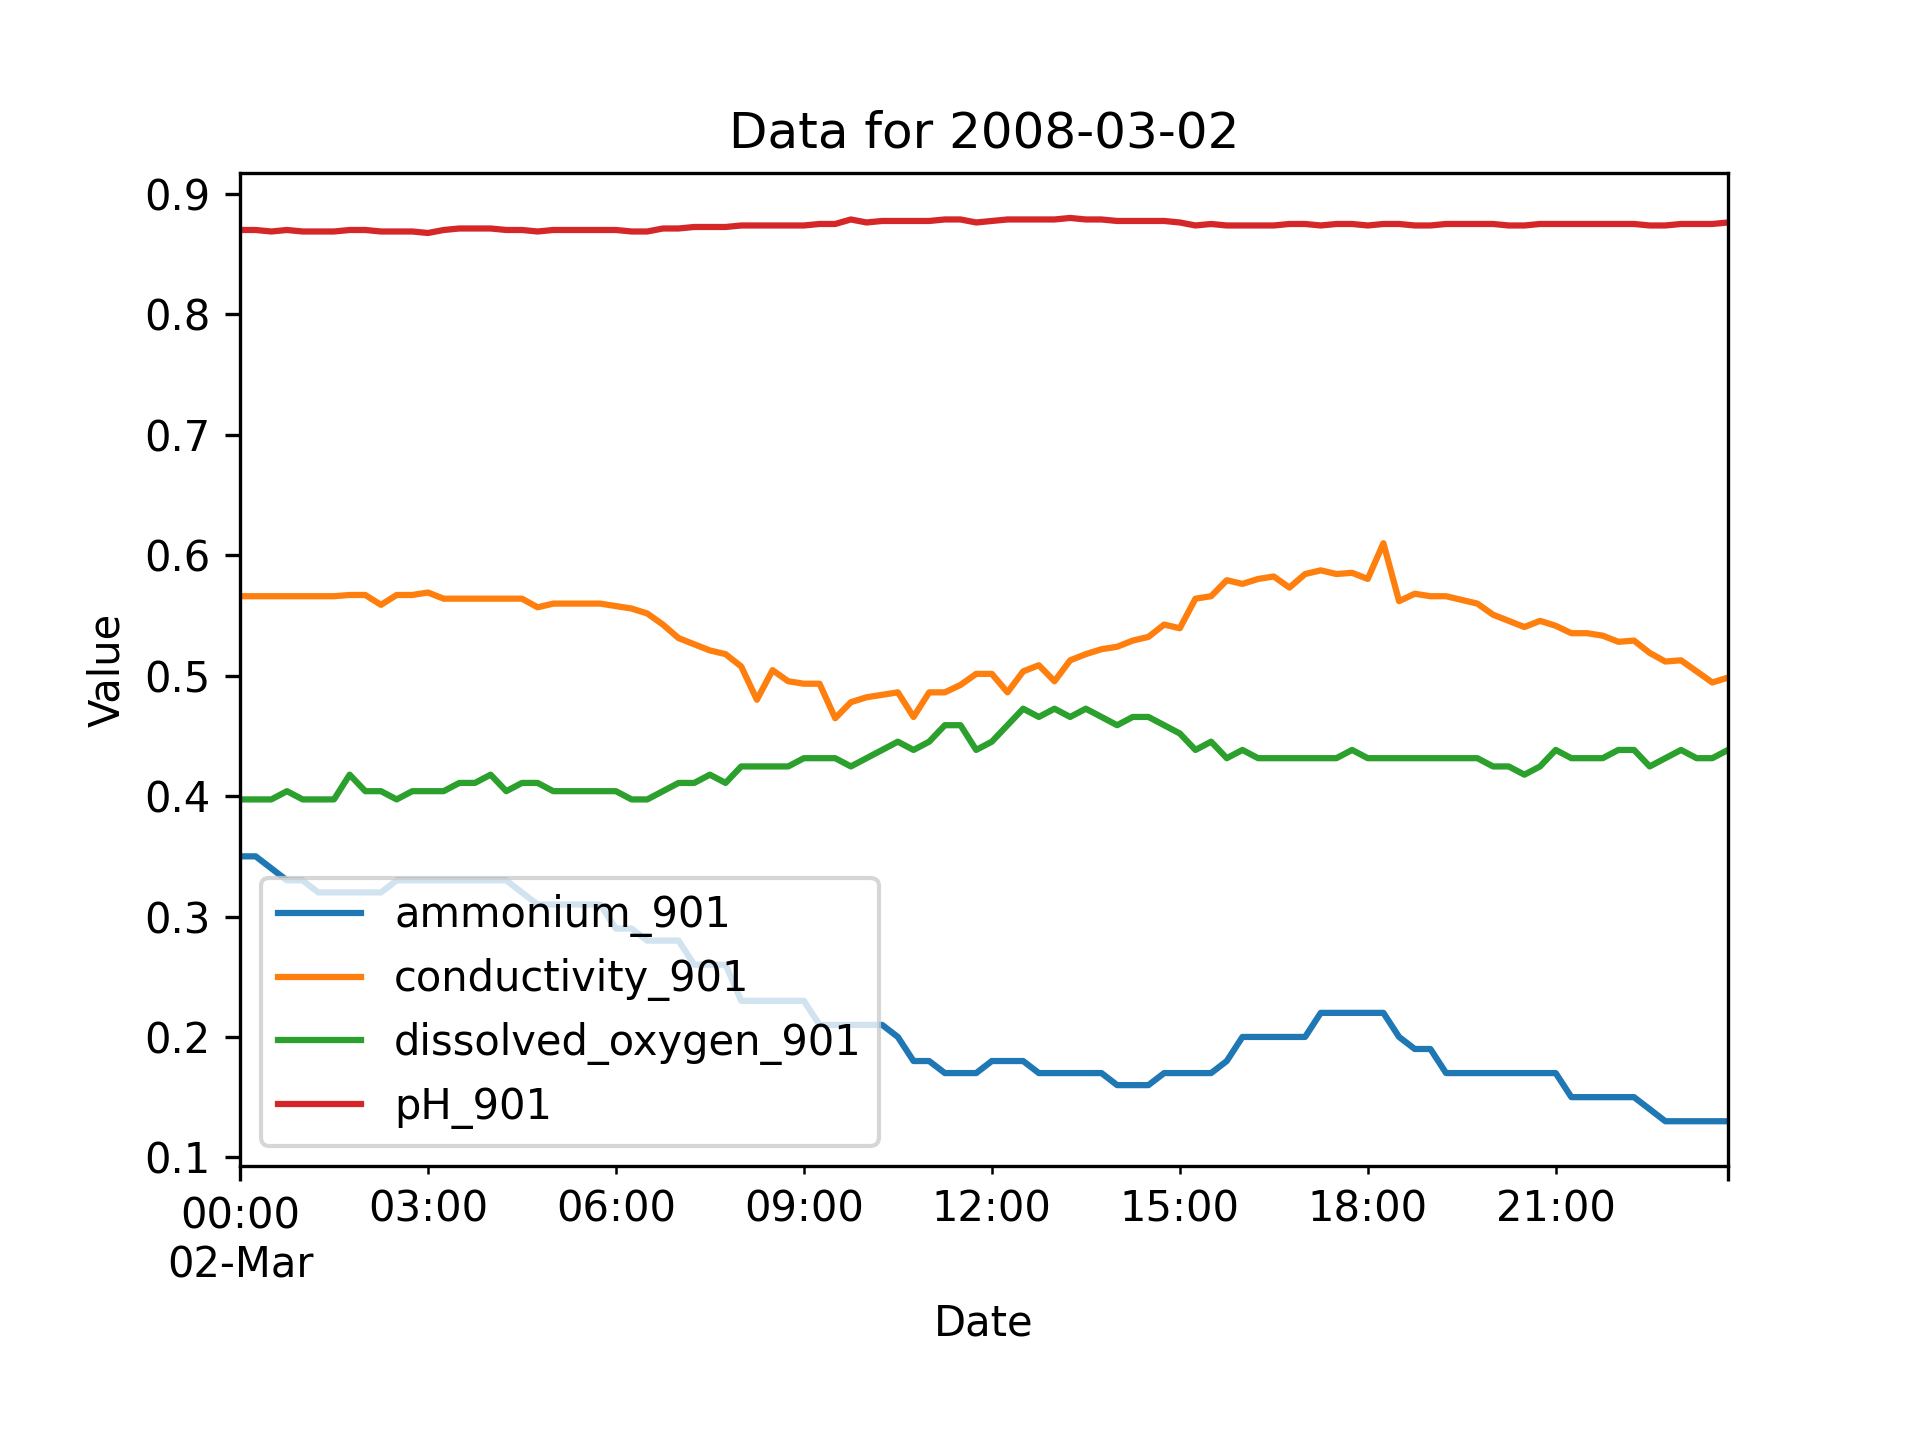 Data for 2008-03-02
0.9
0.8
0.7
0.6
0.5
0.4
0.3
0.2
0.1
Value
ammonium_901
conductivity_901
dissolved_oxygen_901
pH_901
00:00 03:00 06:00 09:00 12:00 15:00 18:00 21:00
02-Mar
Date